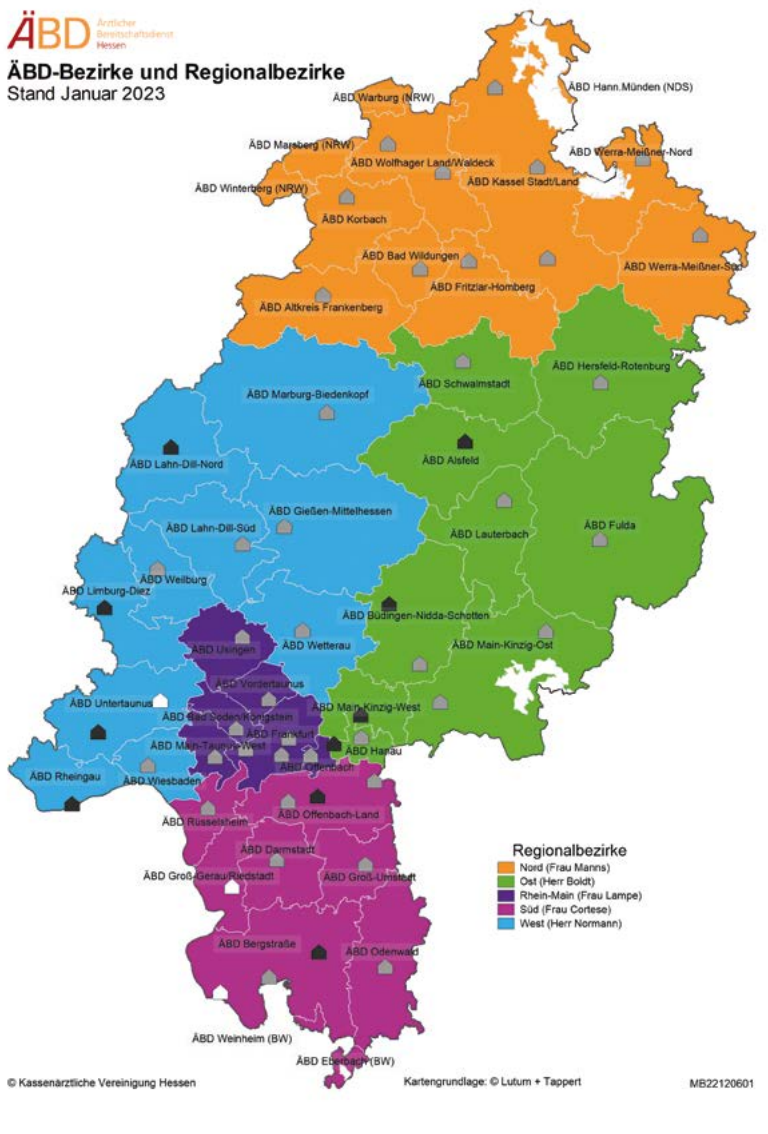 ÄBD
Ärztlicher
Bereitschaftsdienst
Hessen
ÄBD-Bezirke und Regionalbezirke
Stand Januar 2023
ÄBD Hann.Münden (NDS)
ÄBD Warburg (NRW)
ÄBD Marsberg (NRW)
ÄBD Werra-Meißner-Nord
ÄBD Wolfhager Land/Waldeck
ÄBD Kassel Stadt/Land
ÄBD Winterberg (NRW)
ÄBD Korbach
ÄBD Bad Wildungen
ÄBD Werra-Meißner-Süd
ÄBD Fritzlar-Homberg
ÄBD Altkreis Frankenberg
ÄBD Hersfeld-Rotenburg
ÄBD Schwalmstadt
ÄBD Marburg-Biedenkopf
ÄBD Alsfeld
ÄBD Lahn-Dill-Nord
ÄBD Gießen-Mittelhessen
ÄBD Lahn-Dill-Süd
ÄBD Fulda
ÄBD Lauterbach
ÄBD Weilburg
ÄBD Limburg-Diez
ÄBD Büdingen-Nidda-Schotten
ÄBD Wetterau
ÄBD Main-Kinzig-Ost
ÄBD Usingen
ÄBD Vordertaunus
ÄBD Untertaunus
ÄBD Main-Kinzig-West
ÄBD Bad Soden/Königstein
ÄBD Frankfurt
ÄBD Main-Taunus-West
ÄBD Hanau
ÄBD Offenbach
ÄBD Rheingau
ÄBD Wiesbaden
ÄBD Offenbach-Land
ÄBD Rüsselsheim
ÄBD Darmstadt
ÄBD Groß-Gerau/Riedstadt
ÄBD Groß-Umstadt
ÄBD Bergstraße
ÄBD Odenwald
ÄBD Weinheim (BW)
ÄBD Eberbach (BW)
Regionalbezirke
Nord (Frau Manns)
Ost (Herr Boldt)
Rhein-Main (Frau Lampe)
Süd (Frau Cortese)
West (Herr Normann)
© Kassenärztliche Vereinigung Hessen
Kartengrundlage: © Lutum + Tappert
MB22120601